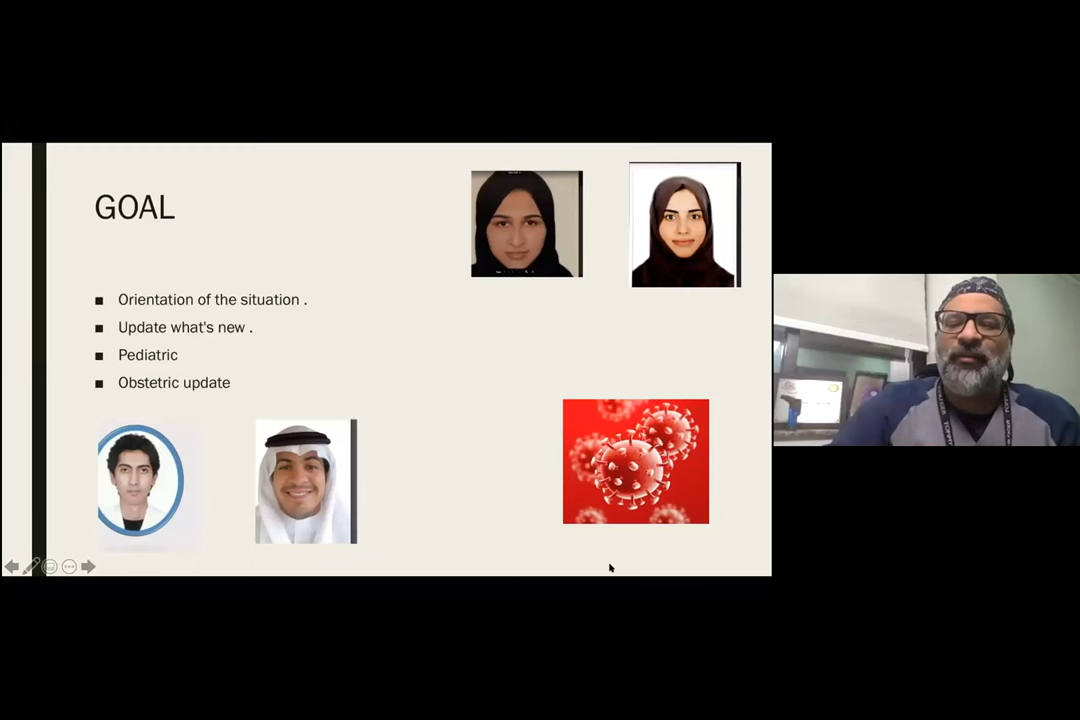 GOAL
Orientation of the situation .
Update what's new .
Pediatric
Obstetric update